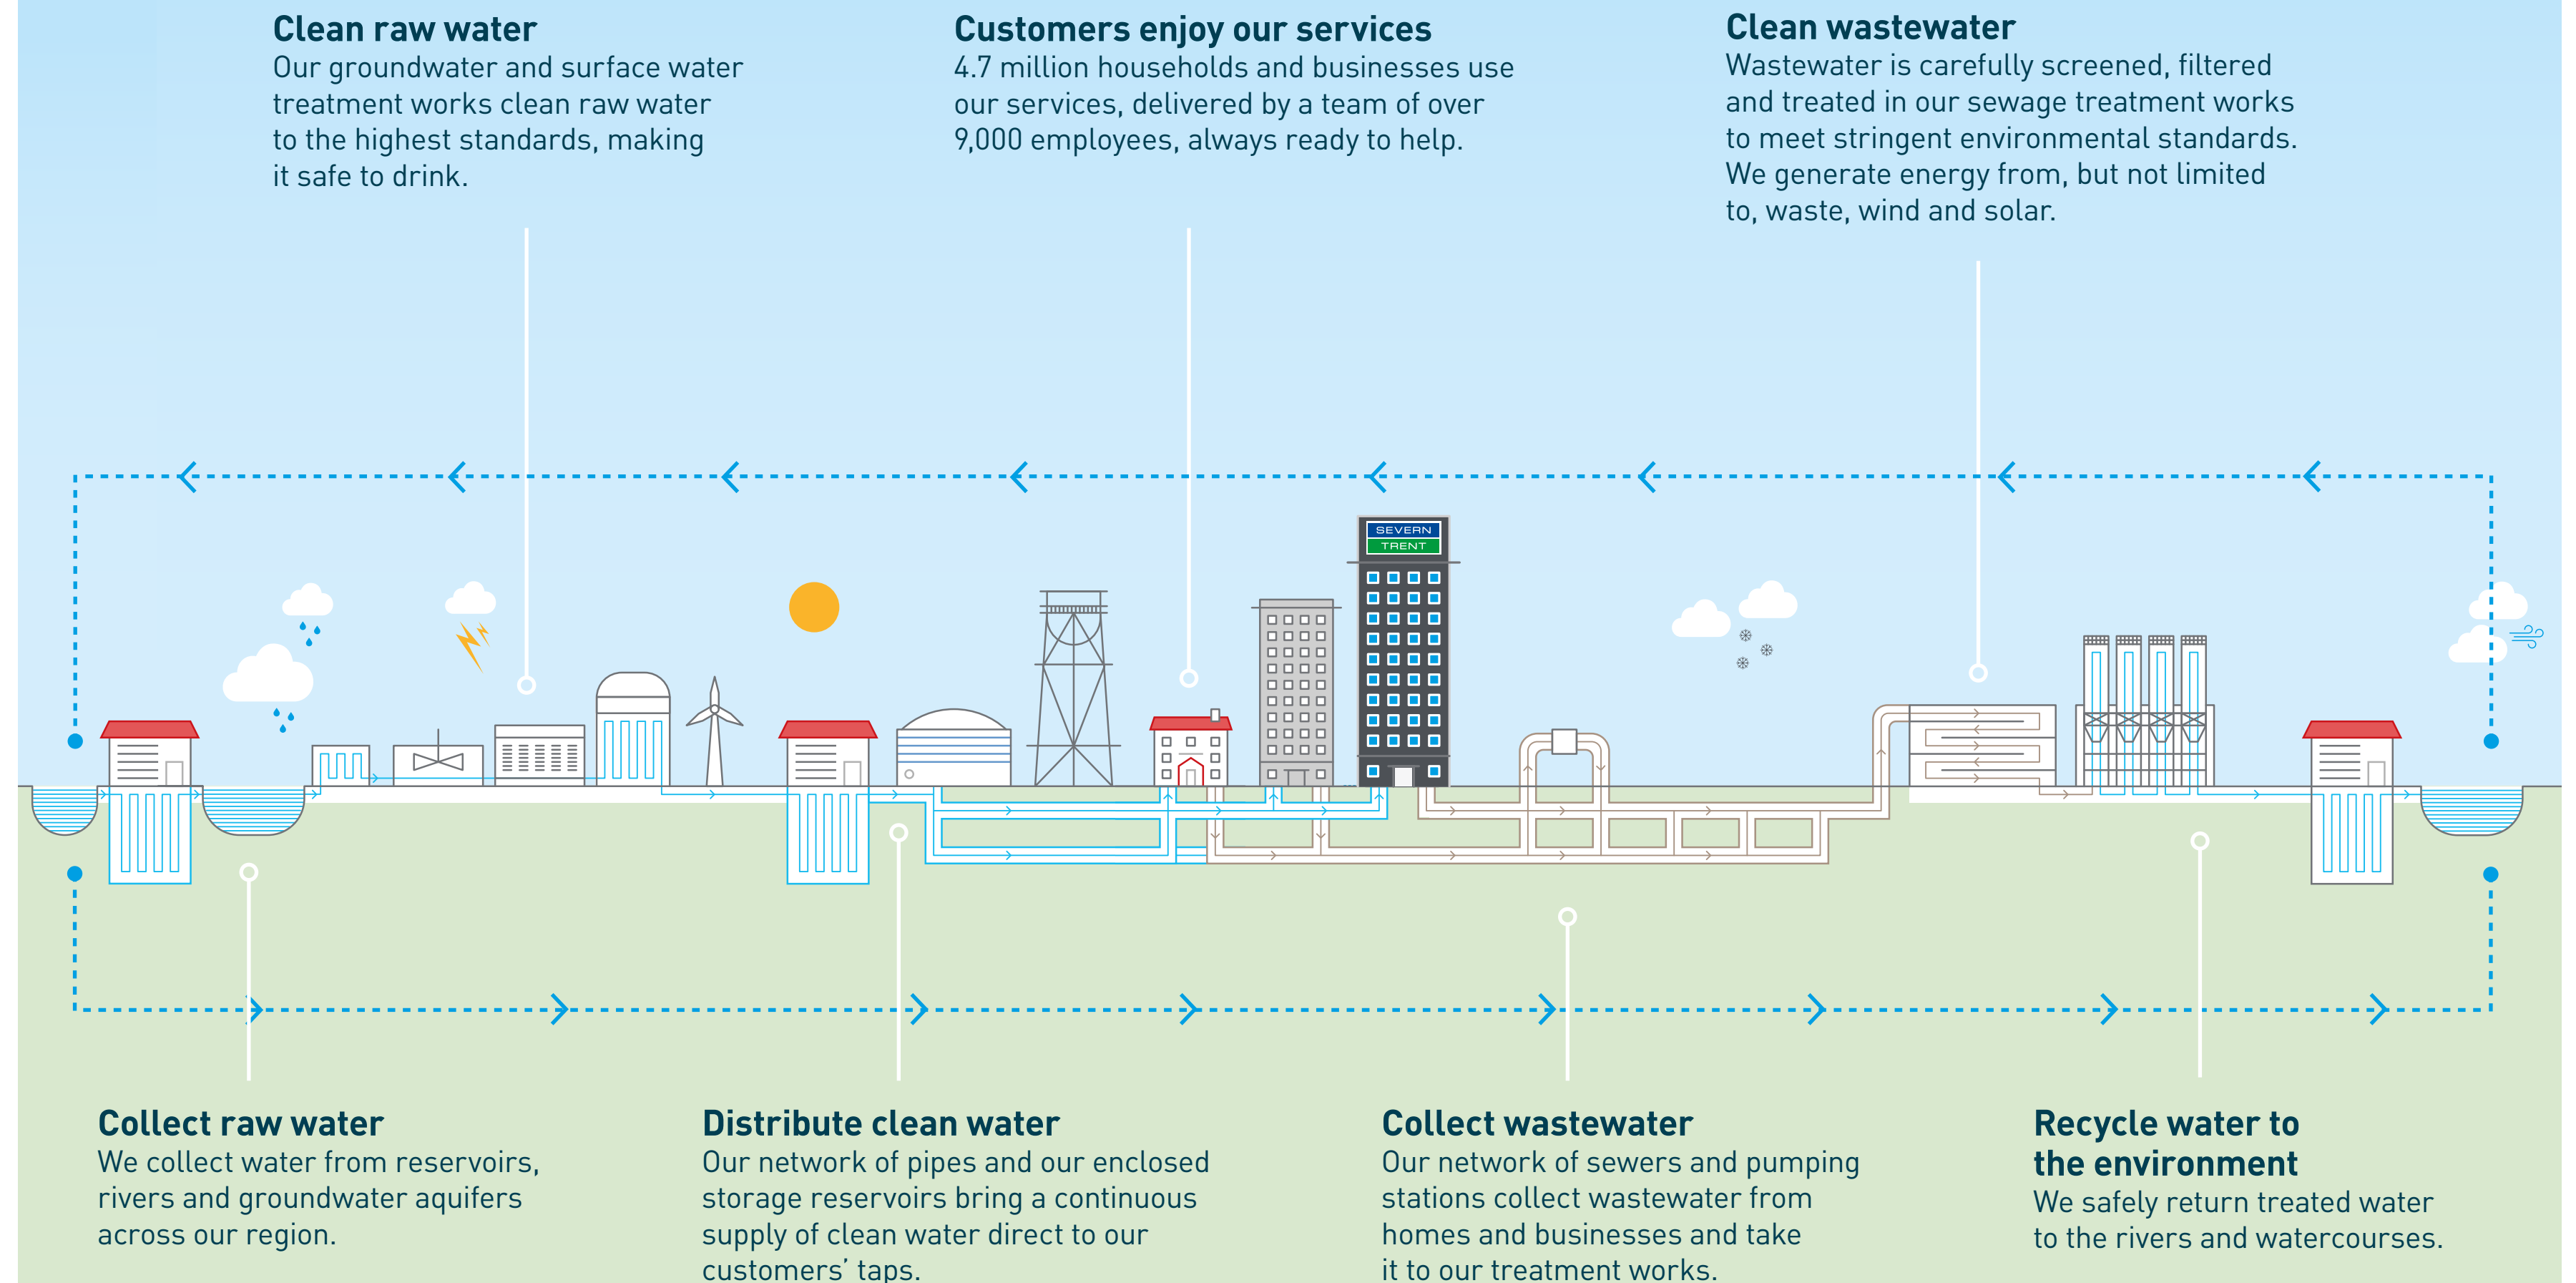 Clean raw water
Our groundwater and surface water
treatment works clean raw water
to the highest standards, making
it safe to drink.
Customers enjoy our services
4.7 million households and businesses use
our services, delivered by a team of over
9,000 employees, always ready to help.
Clean wastewater
Wastewater is carefully screened, filtered
and treated in our sewage treatment works
to meet stringent environmental standards.
We generate energy from, but not limited
to, waste, wind and solar.
SEVERN
TRENT
Collect raw water
We collect water from reservoirs,
rivers and groundwater aquifers
across our region.
Distribute clean water
Our network of pipes and our enclosed
storage reservoirs bring a continuous
supply of clean water direct to our
customers’ taps.
Collect wastewater
Our network of sewers and pumping
stations collect wastewater from
homes and businesses and take
it to our treatment works.
Recycle water to
the environment
We safely return treated water
to the rivers and watercourses.